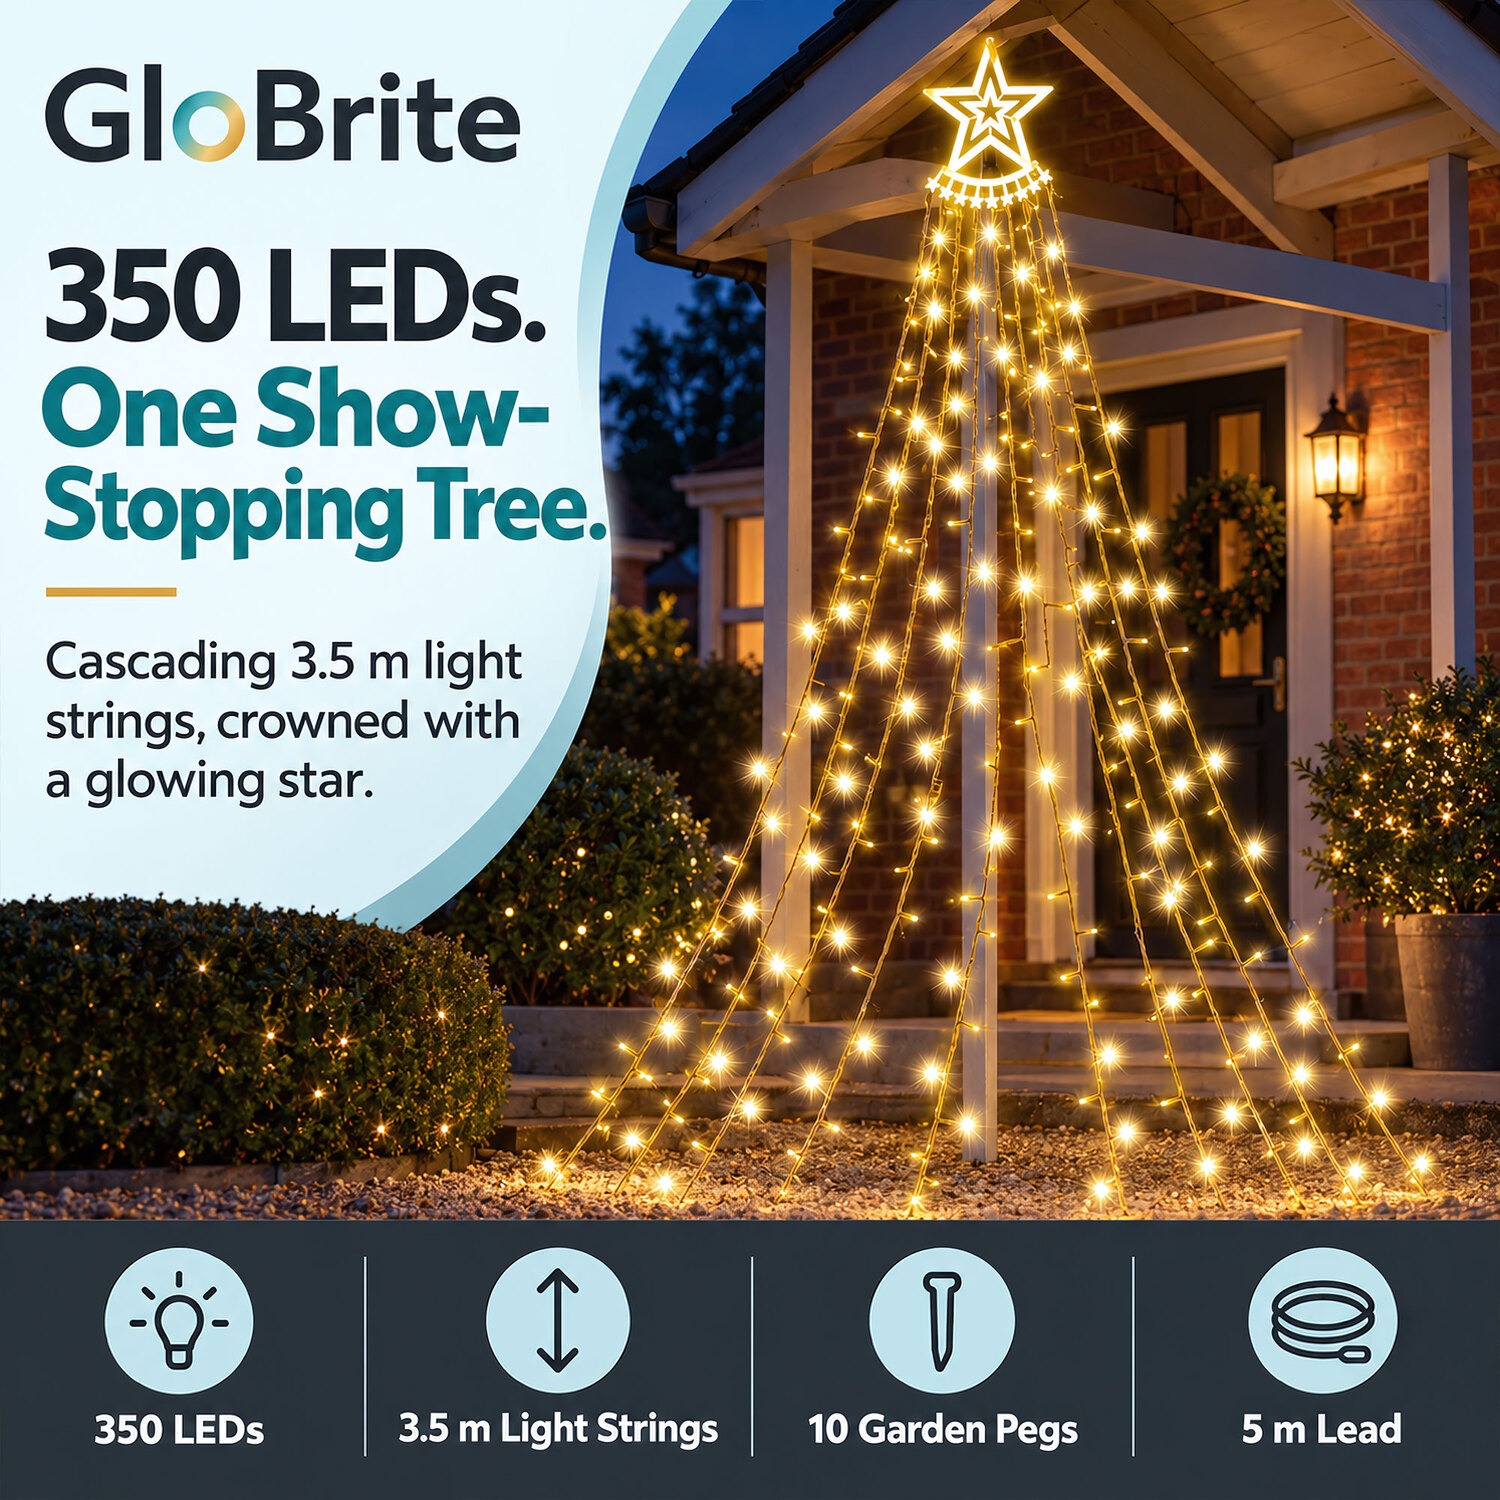 GloBrite
350 LEDs.
One Show-
Stopping Tree.
Cascading 3.5 m light
strings, crowned with
a glowing star.
350 LEDs
3.5 m Light Strings
10 Garden Pegs
5 m Lead